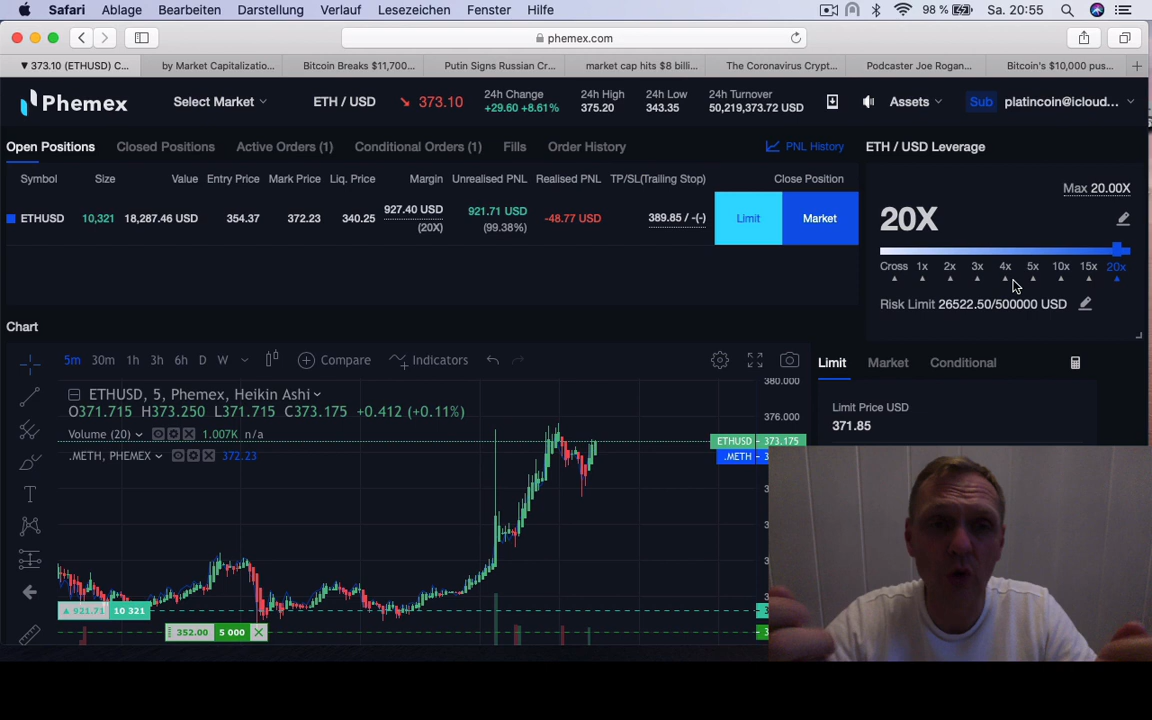 Safari Ablage Bearbeiten Darstellung Verlauf Lesezeichen Fenster Hilfe 98 % Sa. 20:55
phemex.com
▼ 373.10 (ETHUSD) C... by Market Capitalizatio... Bitcoin Breaks $11,700... Putin Signs Russian Cr... market cap hits $8 billi... The Coronavirus Crypt... Podcaster Joe Rogan... Bitcoin's $10,000 pus...
Phemex Select Market ETH / USD 373.10 24h Change +29.60 +8.61% 24h High 375.20 24h Low 343.35 24h Turnover 50,219,373.72 USD Assets Sub platincoin@icloud...
Open Positions Closed Positions Active Orders (1) Conditional Orders (1) Fills Order History PNL History
Symbol Size Value Entry Price Mark Price Liq. Price Margin Unrealised PNL Realised PNL TP/SL(Trailing Stop) Close Position
ETHUSD 10,321 18,287.46 USD 354.37 372.23 340.25 927.40 USD (20X) 921.71 USD (99.38%) -48.77 USD 389.85 / -(-) Limit Market
ETH / USD Leverage
Max 20.00X
20X
Cross 1x 2x 3x 4x 5x 10x 15x 20x
Risk Limit 26522.50/500000 USD
Chart
5m 30m 1h 3h 6h D W Compare Indicators
ETHUSD, 5, Phemex, Heikin Ashi
O371.715 H373.250 L371.715 C373.175 +0.412 (+0.11%)
Volume (20) 1.007K n/a
.METH, PHEMEX 372.23
380.000
376.000
ETHUSD 373.175
.METH
921.71 10 321
352.00 5 000
Limit Market Conditional
Limit Price USD
371.85